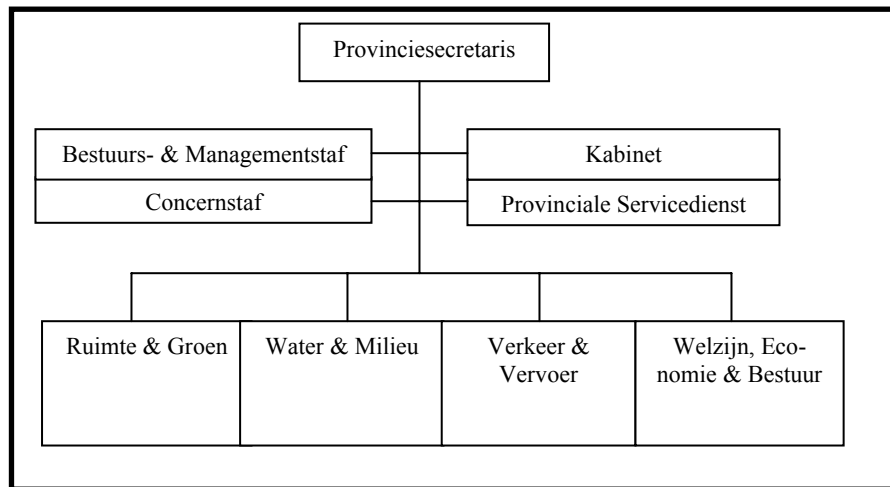 Provinciesecretaris
Bestuurs- & Managementstaf
Kabinet
Concernstaf
Provinciale Servicedienst
Ruimte & Groen
Water & Milieu
Verkeer &
Vervoer
Welzijn, Eco-
nomie & Bestuur